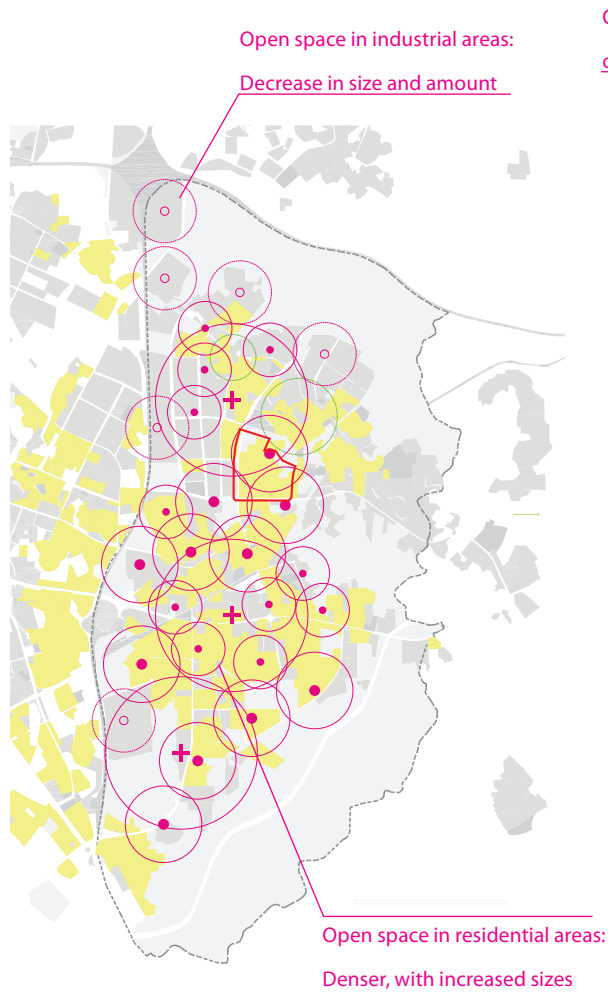 Open space in industrial areas:
Decrease in size and amount
Open space in residential areas:
Denser, with increased sizes